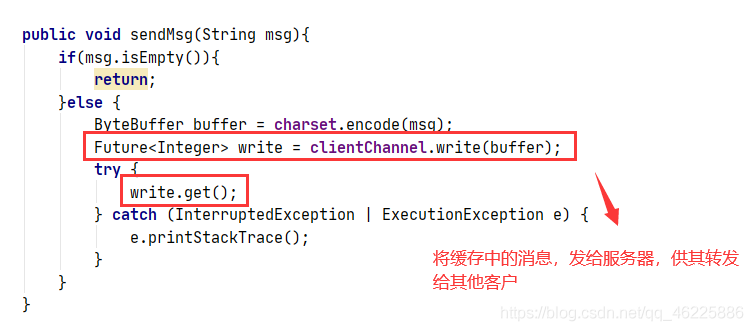 public void sendMsg(String msg){
if(msg.isEmpty()){
return;
}else {
ByteBuffer buffer = charset.encode(msg);
Future<Integer> write = clientChannel.write(buffer);
try {
write.get();
} catch (InterruptedException | ExecutionException e) {
e.printStackTrace();
}
}
}
将缓存中的消息，发给服务器，供其转发
给其他客户
https://blog.csdn.net/qq_46225886